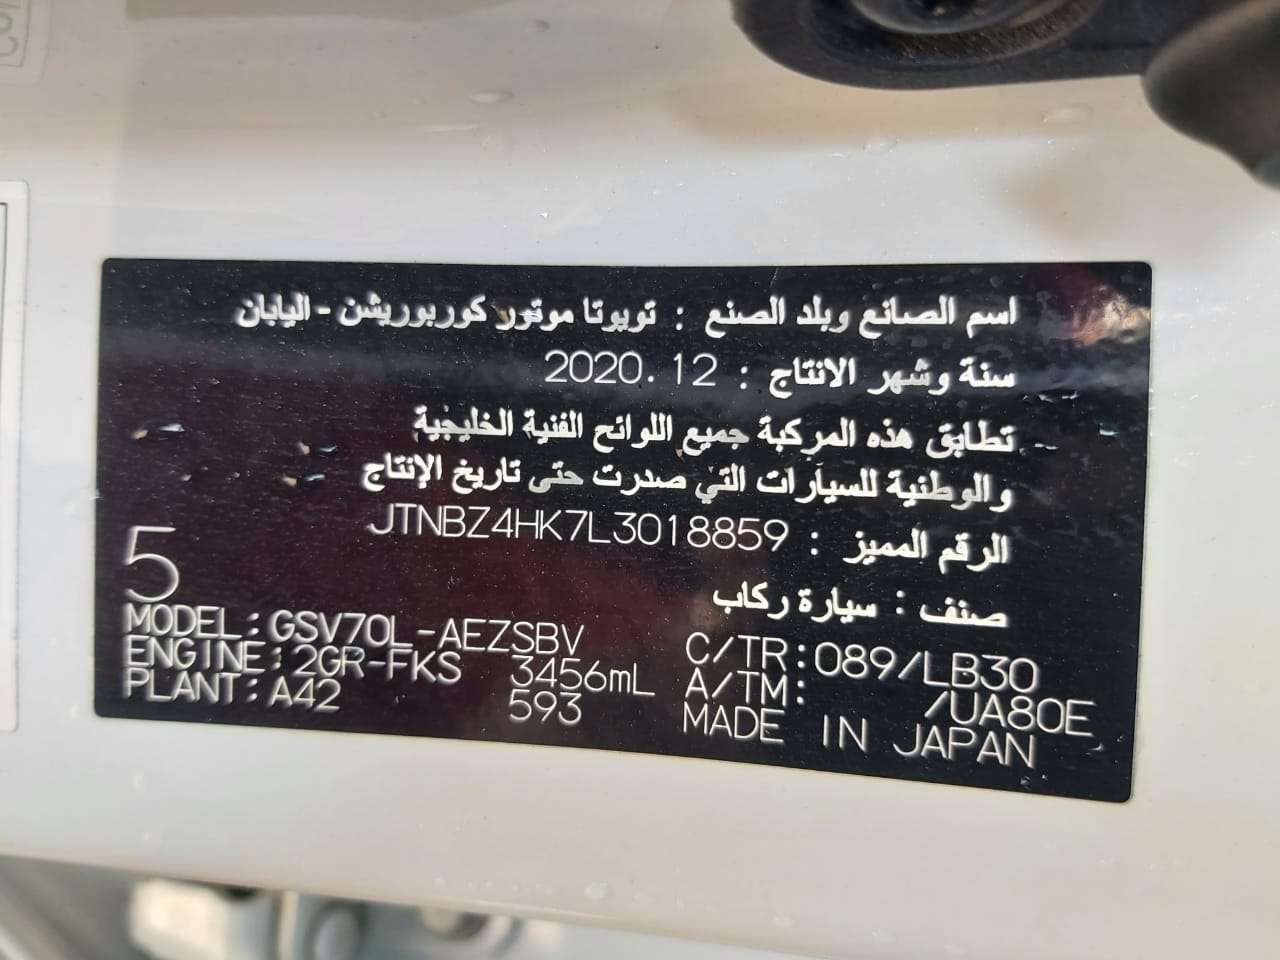 اسم الصانع وبلد الصنع : تويوتا موتور كوربوريشن - اليابان
سنة وشهر الانتاج : 2020.12
تطابق هذه المركبة جميع اللوائح الفنية الخليجية
والوطنية للسيارات التي صدرت حتى تاريخ الإنتاج
الرقم المميز : JTNBZ4HK7L3018859
صنف : سيارة ركاب
5
MODEL:GSV70L-AEZSBV C/TR:089/LB30
ENGINE:2GR-FKS 3456mL A/TM: /UA80E
PLANT:A42 593 MADE IN JAPAN